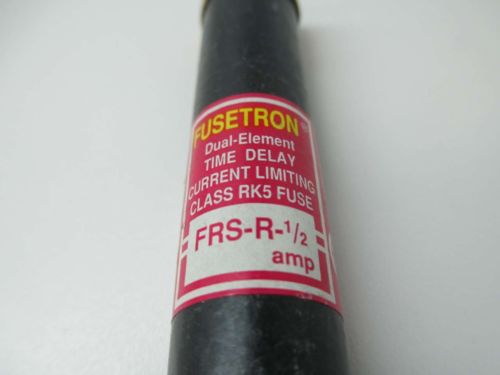 FUSETRON®
Dual-Element
TIME DELAY
CURRENT LIMITING
CLASS RK5 FUSE
FRS-R-1/2
amp